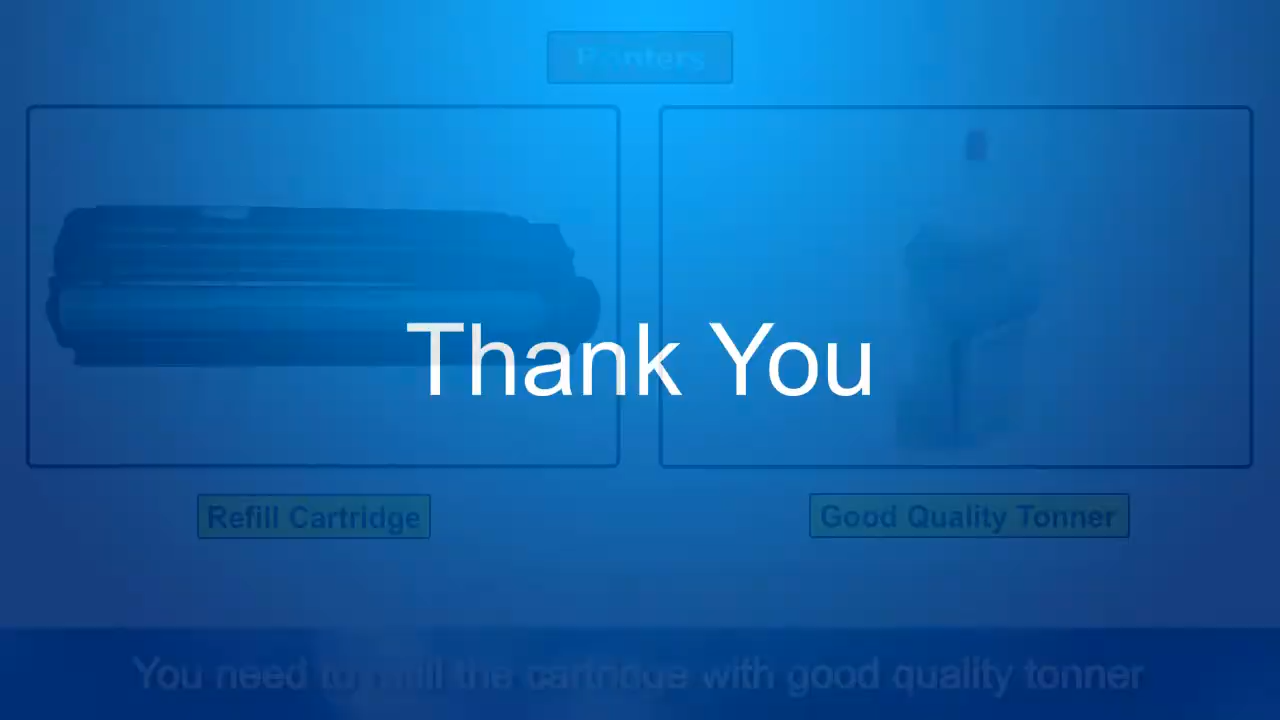 Printers
Thank You
Refill Cartridge
Good Quality Tonner
You need to refill the cartridge with good quality tonner